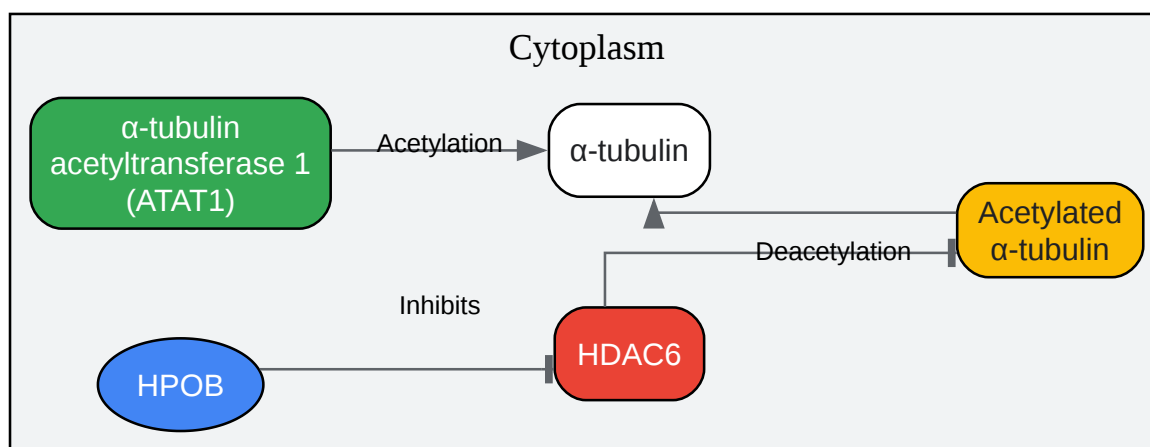 Cytoplasm
α-tubulin
acetyltransferase 1
(ATAT1)
Acetylation
α-tubulin
Acetylated
α-tubulin
Deacetylation
Inhibits
HDAC6
HPOB